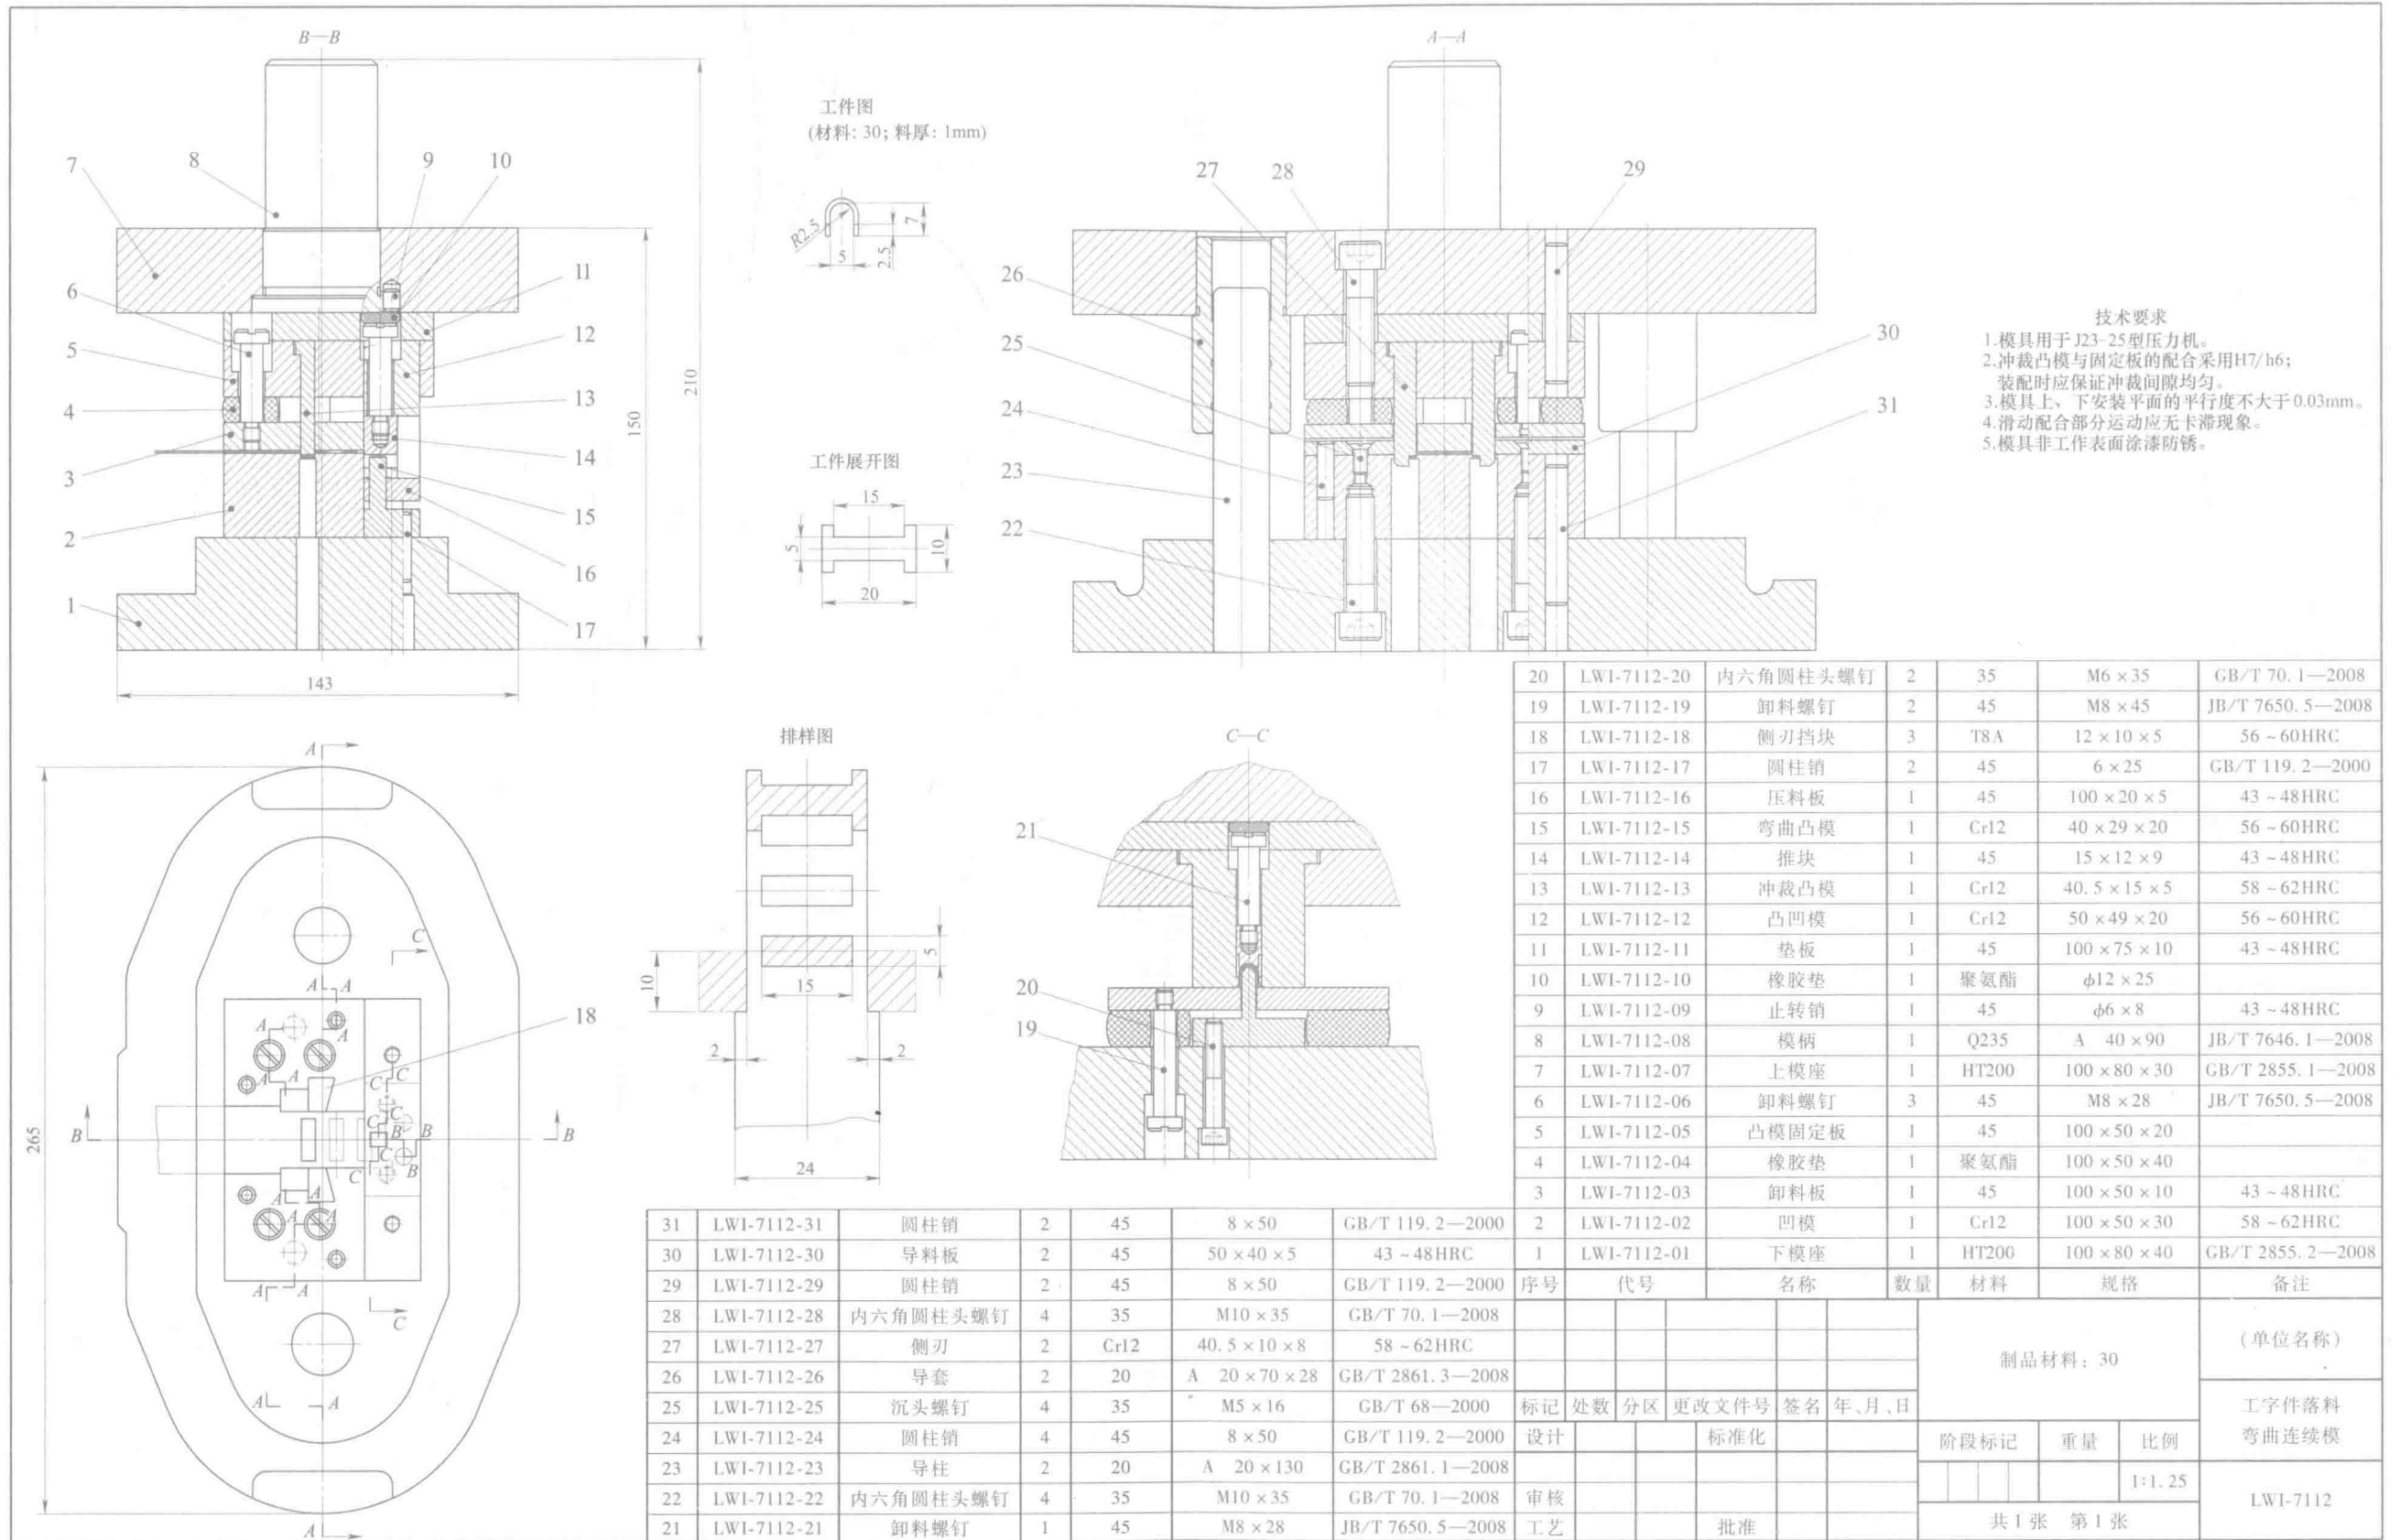 B—B
7
8
9
10
6
11
5
12
4
13
3
14
2
15
16
1
17
143
150
210
工件图
(材料: 30; 料厚: 1mm)
R2.5
5
2.5
7
工件展开图
15
5
10
20
A—A
27
28
29
26
25
30
24
31
23
22
技术要求
1.模具用于J23-25型压力机。
2.冲裁凸模与固定板的配合采用H7/h6;
装配时应保证冲裁间隙均匀。
3.模具上、下安装平面的平行度不大于0.03mm。
4.滑动配合部分运动应无卡滞现象。
5.模具非工作表面涂漆防锈。
A
265
B
B
C
C
18
A
A
排样图
10
15
5
2
2
24
C—C
21
20
19
20 LWI-7112-20 内六角圆柱头螺钉 2 35 M6×35 GB/T 70.1—2008
19 LWI-7112-19 卸料螺钉 2 45 M8×45 JB/T 7650.5—2008
18 LWI-7112-18 侧刃挡块 3 T8A 12×10×5 56~60HRC
17 LWI-7112-17 圆柱销 2 45 6×25 GB/T 119.2—2000
16 LWI-7112-16 压料板 1 45 100×20×5 43~48HRC
15 LWI-7112-15 弯曲凸模 1 Cr12 40×29×20 56~60HRC
14 LWI-7112-14 推块 1 45 15×12×9 43~48HRC
13 LWI-7112-13 冲裁凸模 1 Cr12 40.5×15×5 58~62HRC
12 LWI-7112-12 凸凹模 1 Cr12 50×49×20 56~60HRC
11 LWI-7112-11 垫板 1 45 100×75×10 43~48HRC
10 LWI-7112-10 橡胶垫 1 聚氨酯 φ12×25
9 LWI-7112-09 止转销 1 45 φ6×8 43~48HRC
8 LWI-7112-08 模柄 1 Q235 A 40×90 JB/T 7646.1—2008
7 LWI-7112-07 上模座 1 HT200 100×80×30 GB/T 2855.1—2008
6 LWI-7112-06 卸料螺钉 3 45 M8×28 JB/T 7650.5—2008
5 LWI-7112-05 凸模固定板 1 45 100×50×20
4 LWI-7112-04 橡胶垫 1 聚氨酯 100×50×40
3 LWI-7112-03 卸料板 1 45 100×50×10 43~48HRC
2 LWI-7112-02 凹模 1 Cr12 100×50×30 58~62HRC
1 LWI-7112-01 下模座 1 HT200 100×80×40 GB/T 2855.2—2008
序号 代号 名称 数量 材料 规格 备注
31 LWI-7112-31 圆柱销 2 45 8×50 GB/T 119.2—2000
30 LWI-7112-30 导料板 2 45 50×40×5 43~48HRC
29 LWI-7112-29 圆柱销 2 45 8×50 GB/T 119.2—2000
28 LWI-7112-28 内六角圆柱头螺钉 4 35 M10×35 GB/T 70.1—2008
27 LWI-7112-27 侧刃 2 Cr12 40.5×10×8 58~62HRC
26 LWI-7112-26 导套 2 20 A 20×70×28 GB/T 2861.3—2008
25 LWI-7112-25 沉头螺钉 4 35 M5×16 GB/T 68—2000
24 LWI-7112-24 圆柱销 4 45 8×50 GB/T 119.2—2000
23 LWI-7112-23 导柱 2 20 A 20×130 GB/T 2861.1—2008
22 LWI-7112-22 内六角圆柱头螺钉 4 35 M10×35 GB/T 70.1—2008
21 LWI-7112-21 卸料螺钉 1 45 M8×28 JB/T 7650.5—2008
制品材料: 30
(单位名称)
标记 处数 分区 更改文件号 签名 年、月、日
工字件落料
弯曲连续模
设计 标准化
阶段标记 重量 比例
1:1.25
审核
LWI-7112
工艺 批准
共1张 第1张